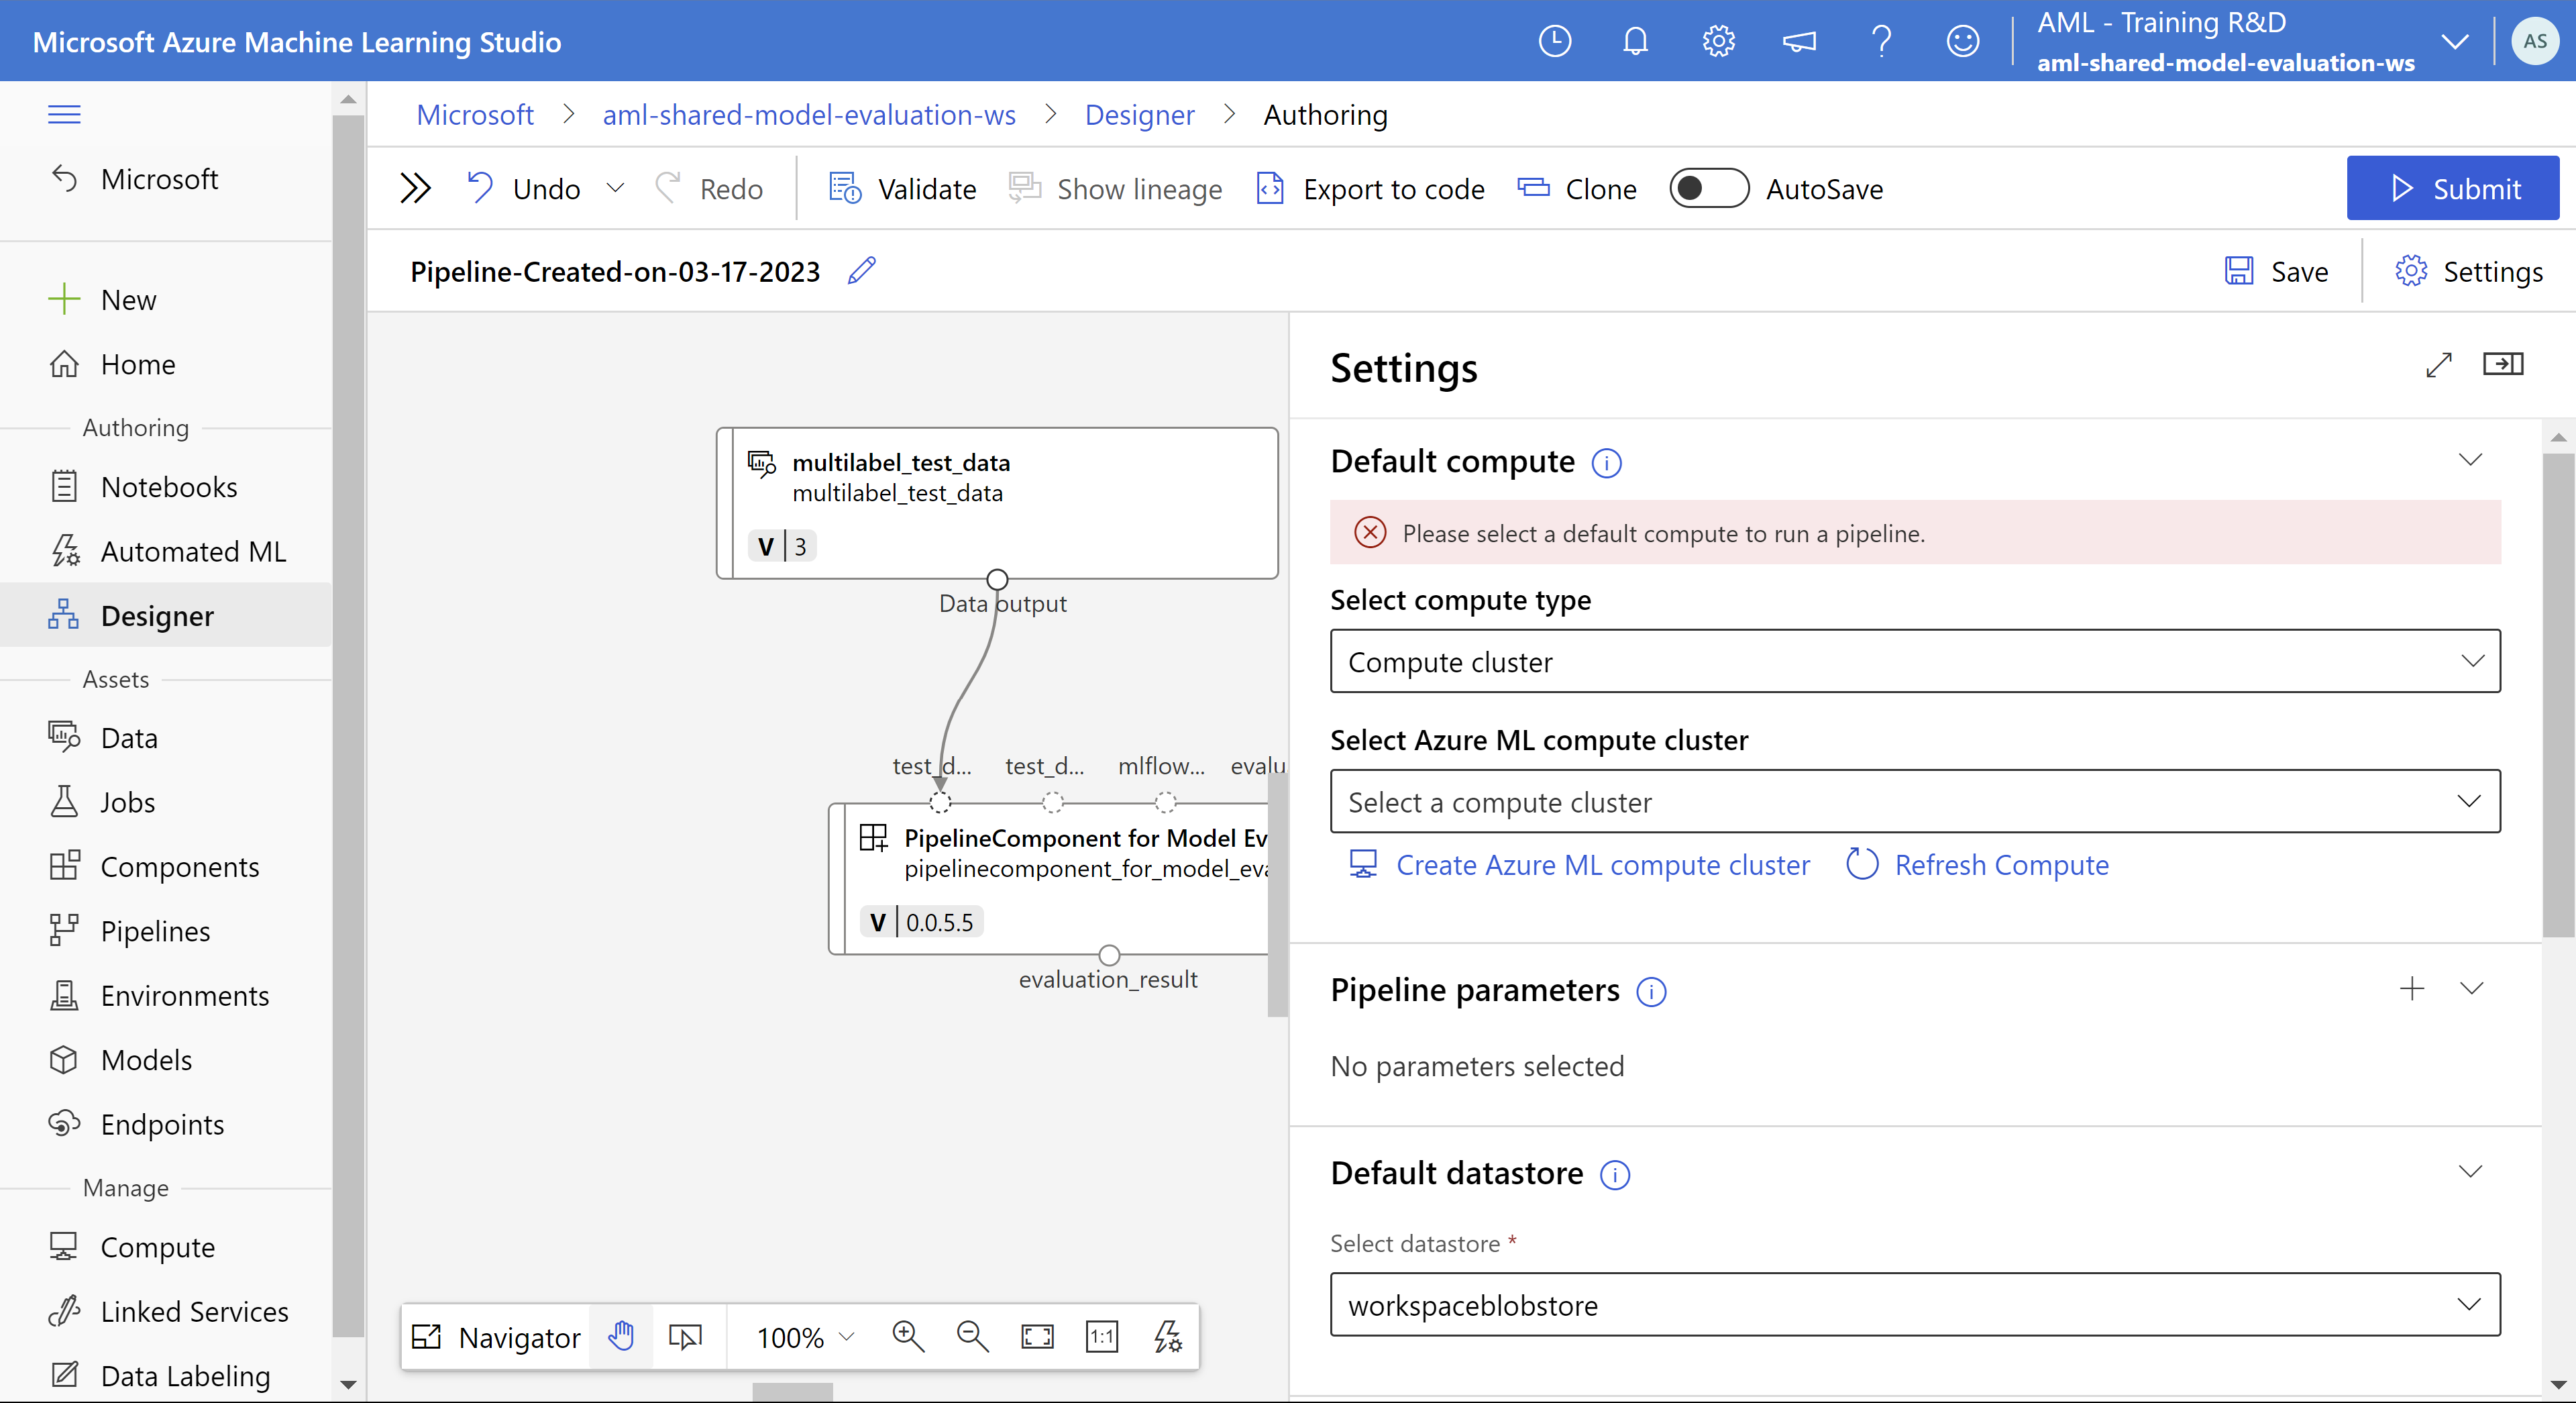 Microsoft Azure Machine Learning Studio
AML - Training R&D
aml-shared-model-evaluation-ws
AS
Microsoft
New
Home
Authoring
Notebooks
Automated ML
Designer
Assets
Data
Jobs
Components
Pipelines
Environments
Models
Endpoints
Manage
Compute
Linked Services
Data Labeling
Microsoft > aml-shared-model-evaluation-ws > Designer > Authoring
Undo Redo Validate Show lineage Export to code Clone AutoSave Submit
Pipeline-Created-on-03-17-2023
Save Settings
multilabel_test_data
multilabel_test_data
V 3
Data output
test_d... test_d... mlflow... evalu
PipelineComponent for Model Ev
pipelinecomponent_for_model_eva
V 0.0.5.5
evaluation_result
Navigator 100% 1:1
Settings
Default compute
Please select a default compute to run a pipeline.
Select compute type
Compute cluster
Select Azure ML compute cluster
Select a compute cluster
Create Azure ML compute cluster Refresh Compute
Pipeline parameters
No parameters selected
Default datastore
Select datastore *
workspaceblobstore